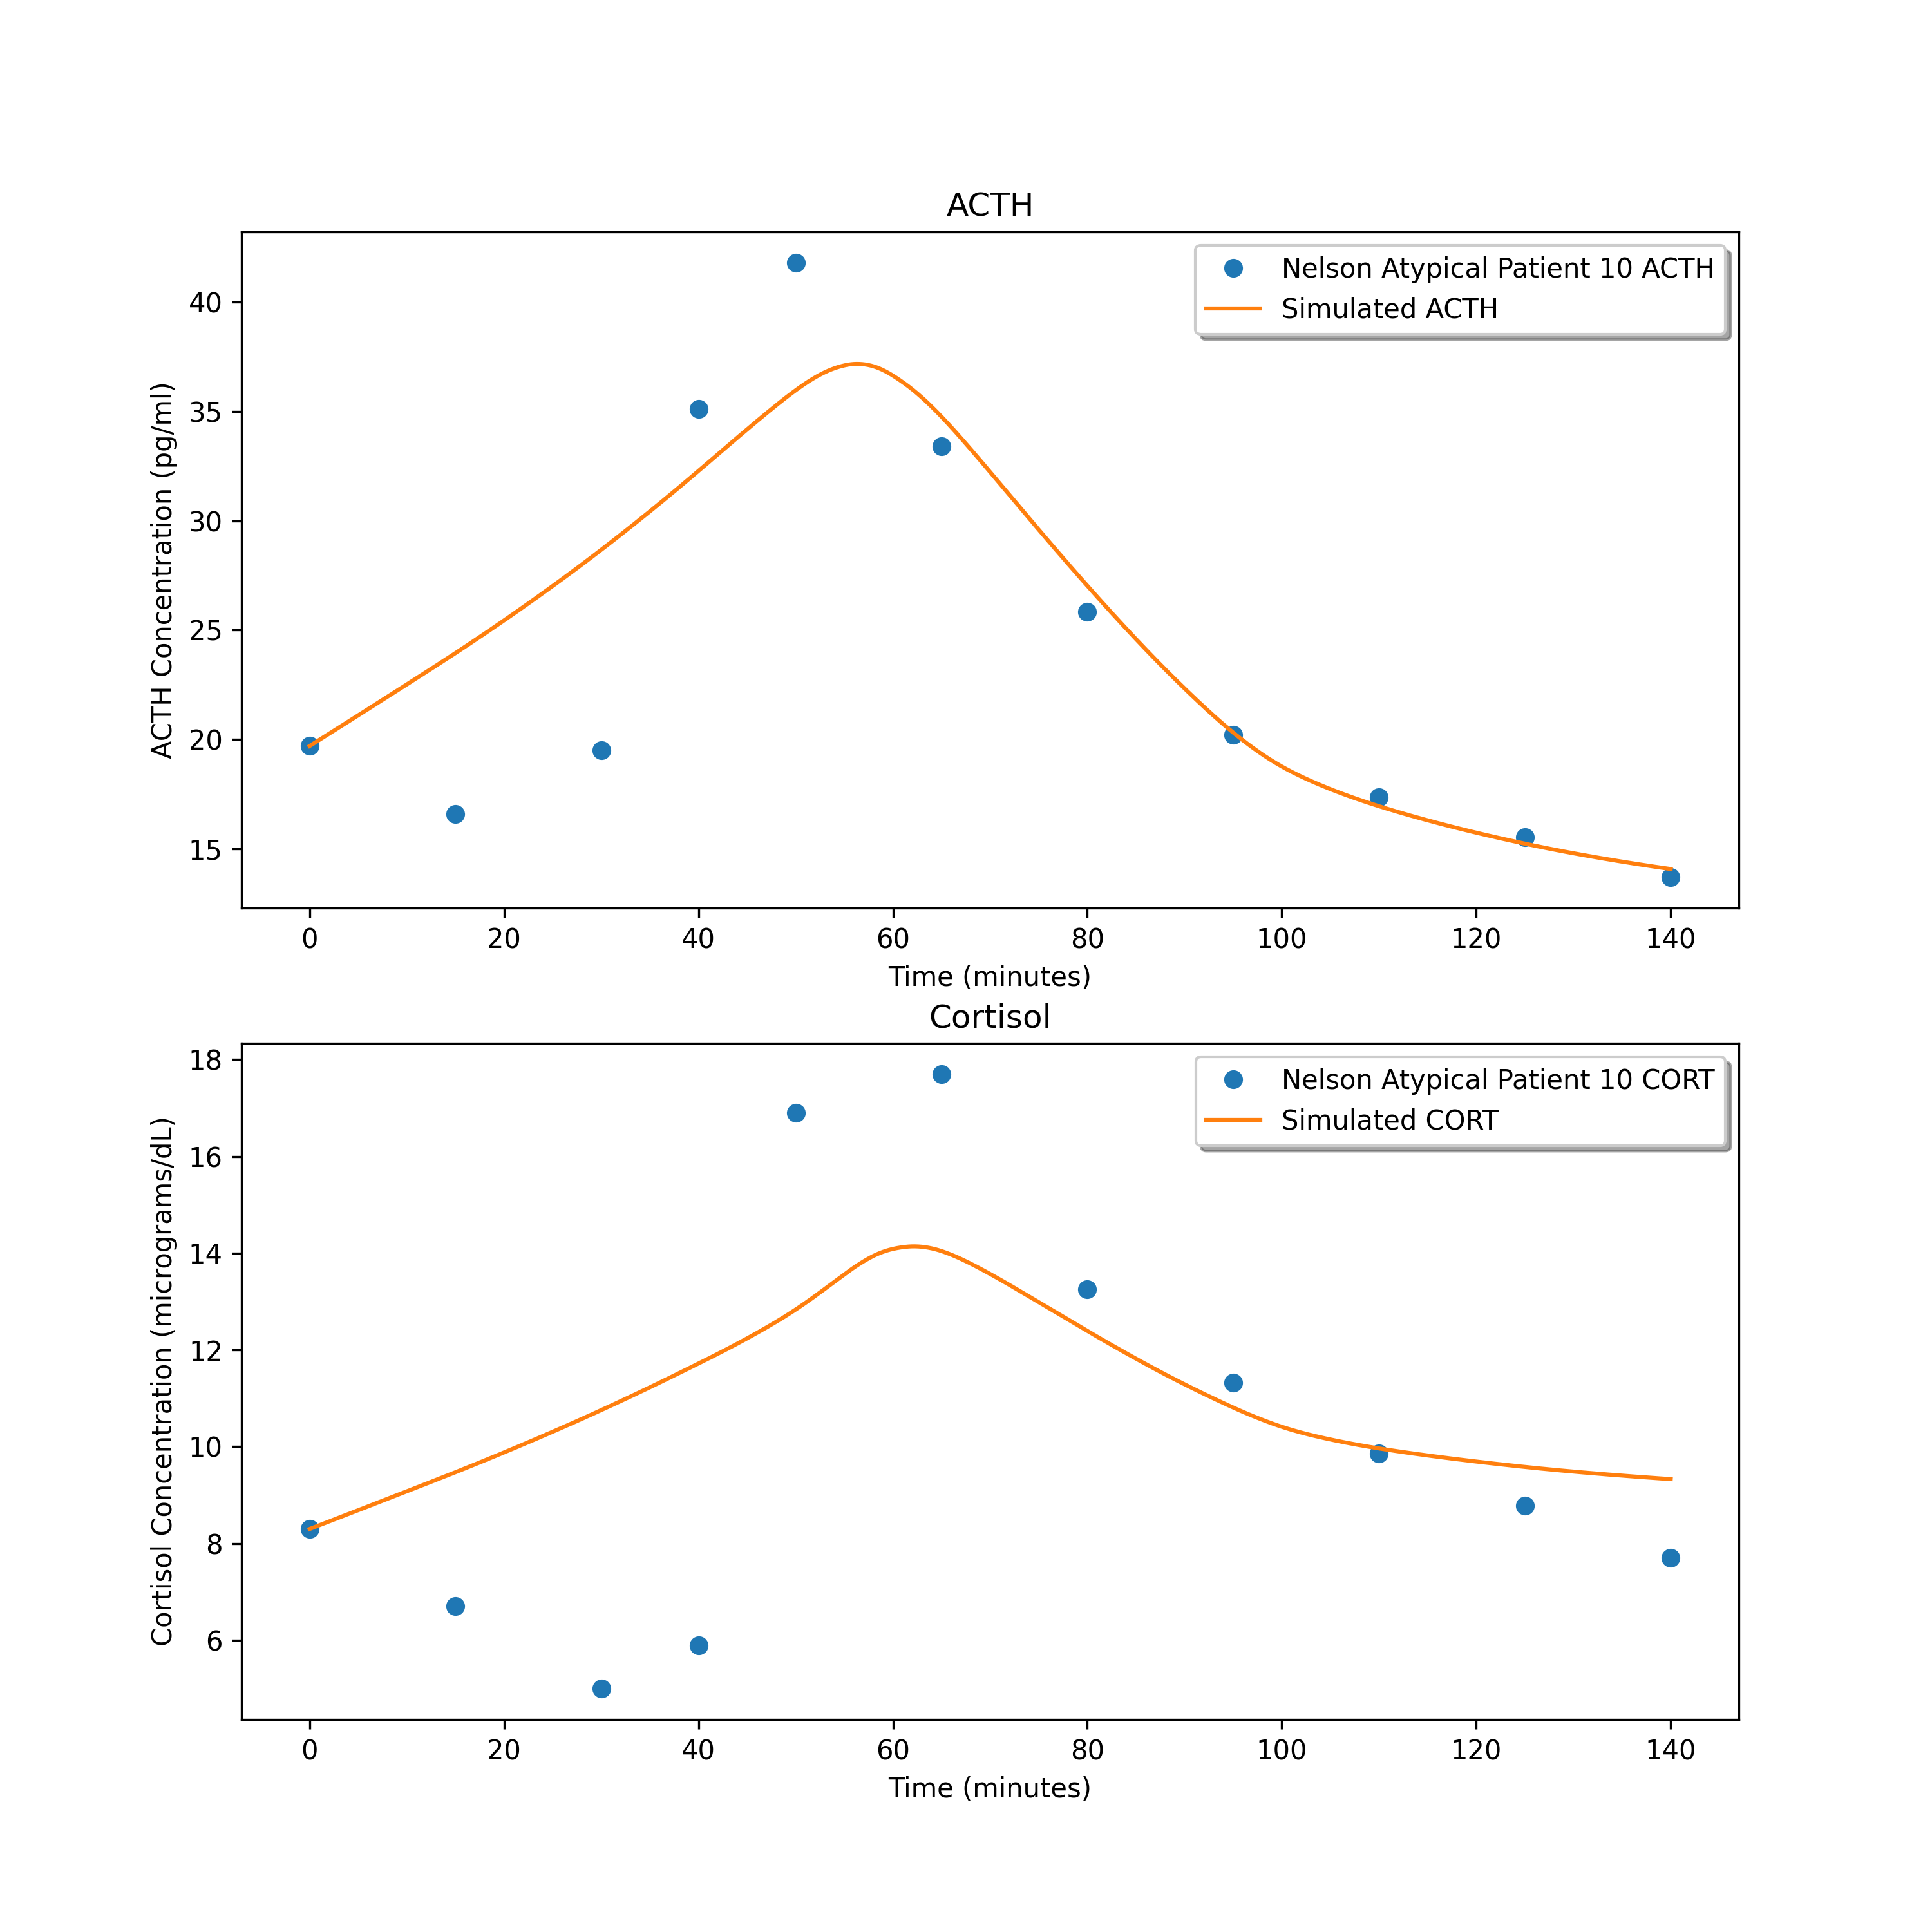 ACTH
Nelson Atypical Patient 10 ACTH
Simulated ACTH
ACTH Concentration (pg/ml)
40
35
30
25
20
15
0 20 40 60 80 100 120 140
Time (minutes)
Cortisol
Nelson Atypical Patient 10 CORT
Simulated CORT
Cortisol Concentration (micrograms/dL)
18
16
14
12
10
8
6
0 20 40 60 80 100 120 140
Time (minutes)